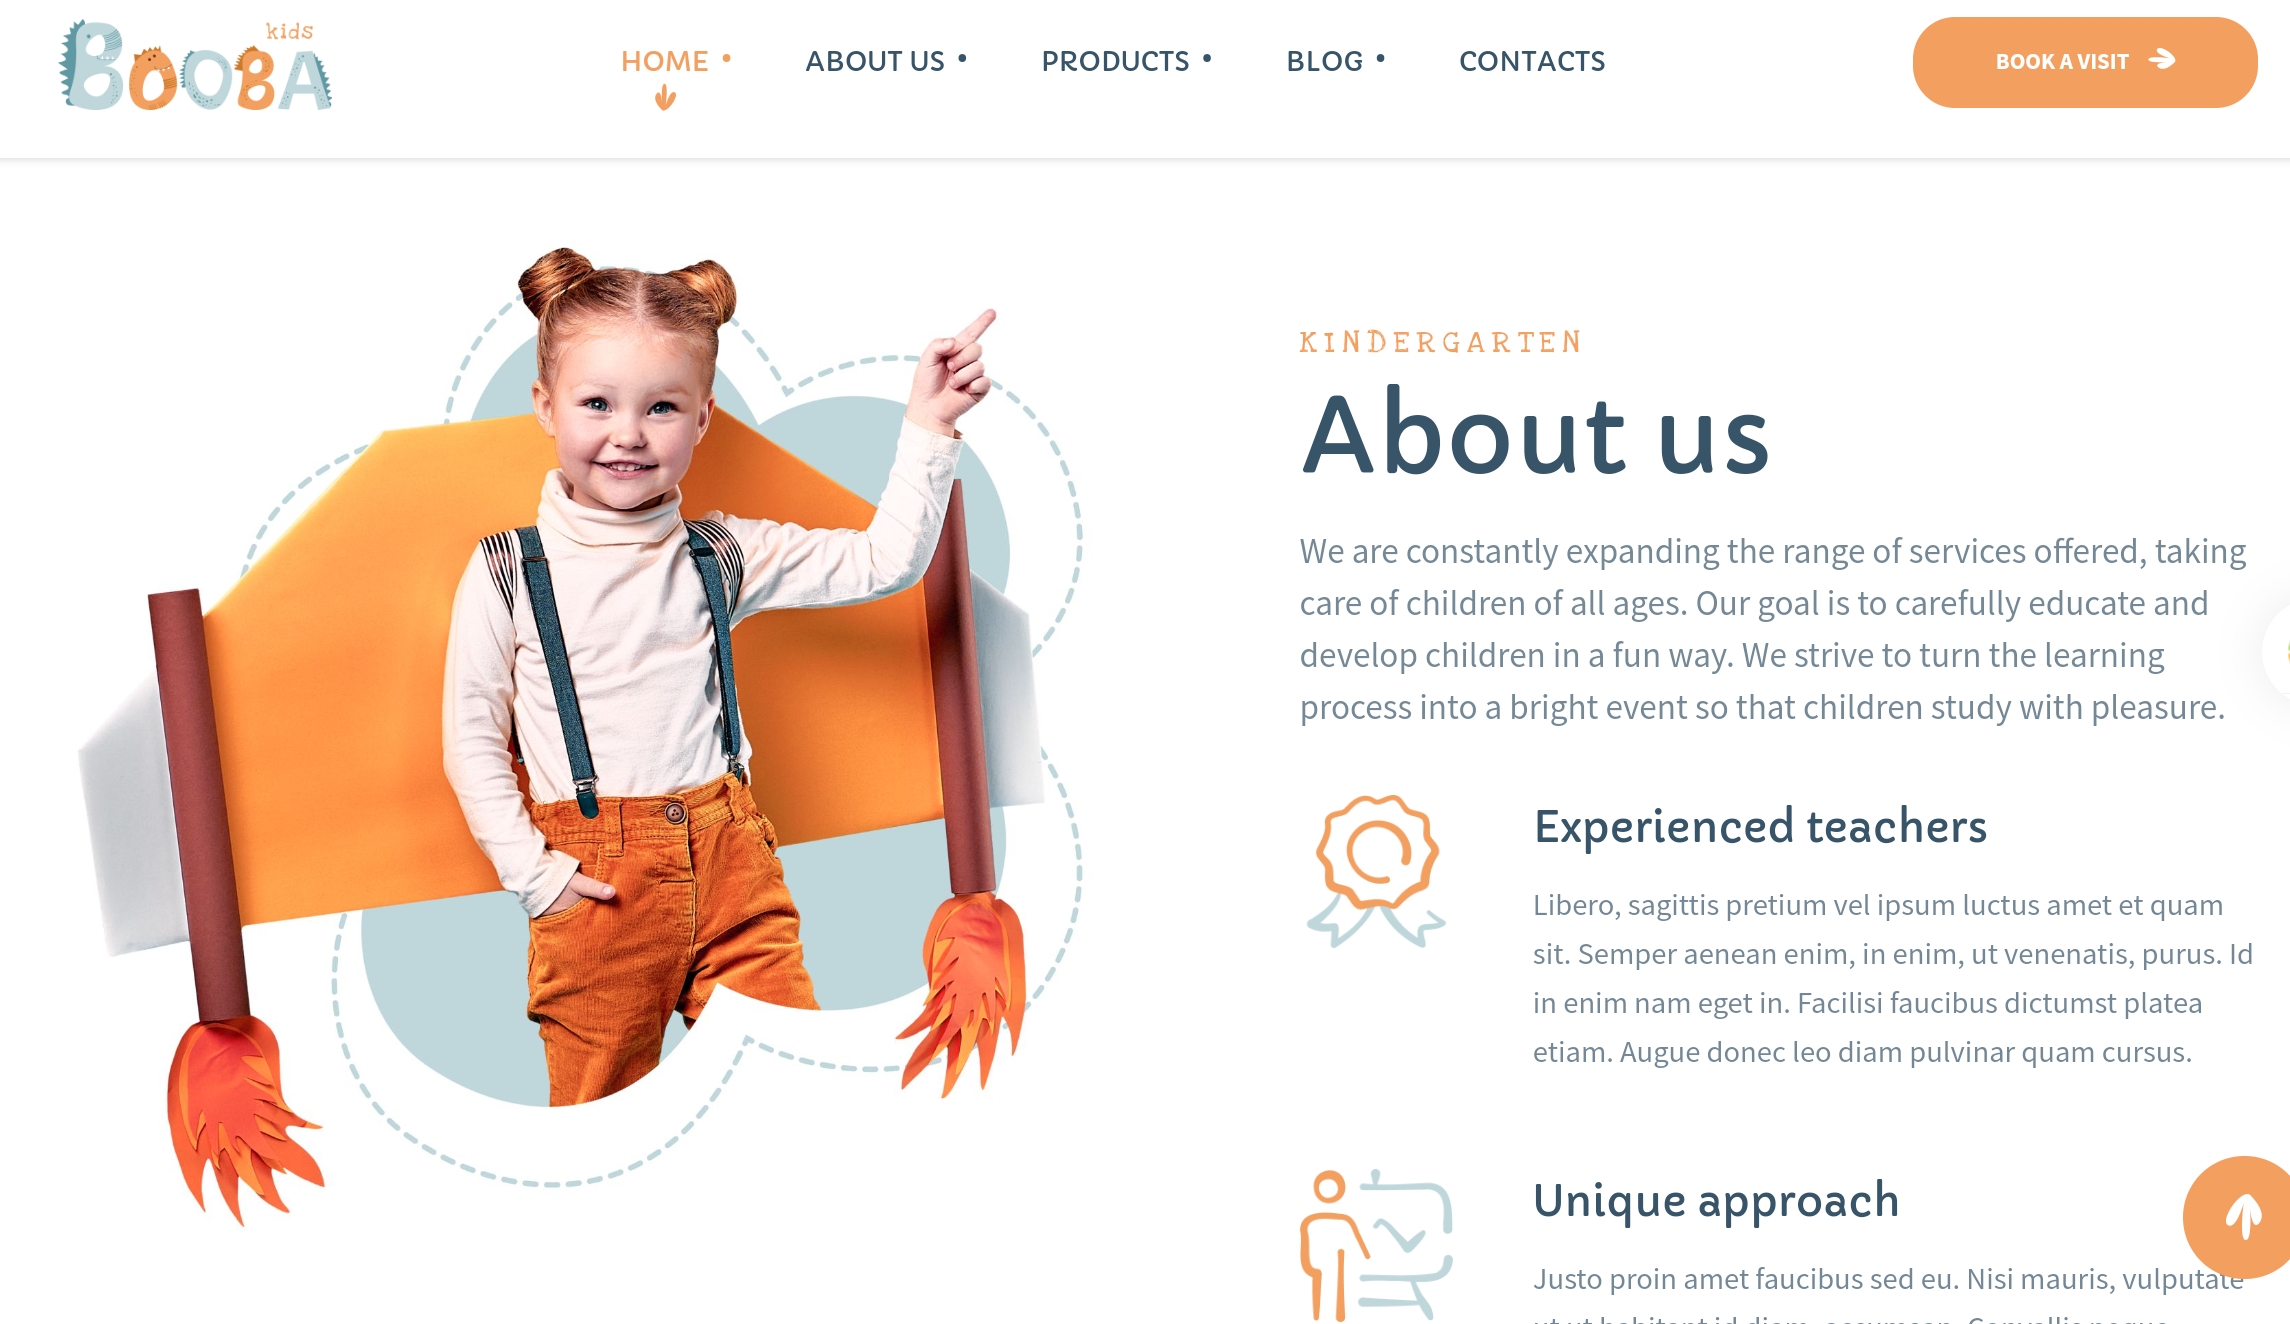 BOOBA kids
HOME • ABOUT US • PRODUCTS • BLOG • CONTACTS
BOOK A VISIT
KINDERGARTEN
About us
We are constantly expanding the range of services offered, taking
care of children of all ages. Our goal is to carefully educate and
develop children in a fun way. We strive to turn the learning
process into a bright event so that children study with pleasure.
Experienced teachers
Libero, sagittis pretium vel ipsum luctus amet et quam
sit. Semper aenean enim, in enim, ut venenatis, purus. Id
in enim nam eget in. Facilisi faucibus dictumst platea
etiam. Augue donec leo diam pulvinar quam cursus.
Unique approach
Justo proin amet faucibus sed eu. Nisi mauris, vulputate